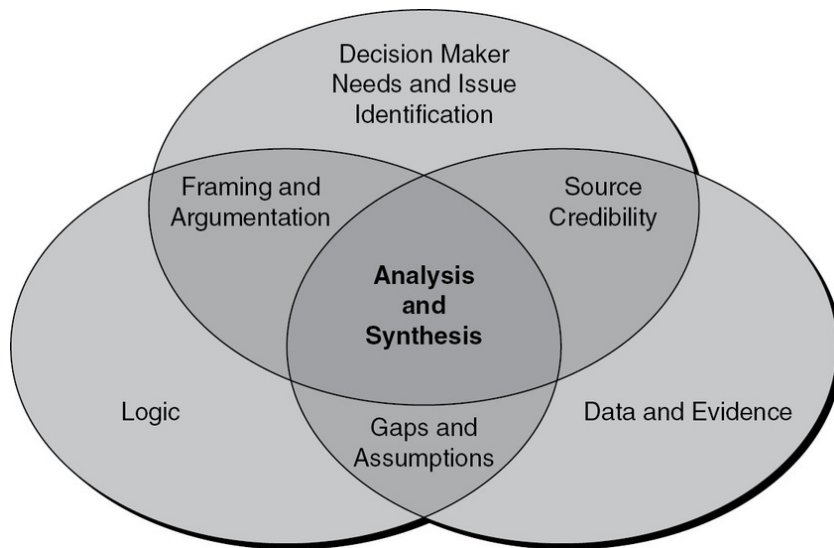 Decision Maker
Needs and Issue
Identification
Framing and
Argumentation
Source
Credibility
Analysis
and
Synthesis
Logic
Gaps and
Assumptions
Data and Evidence